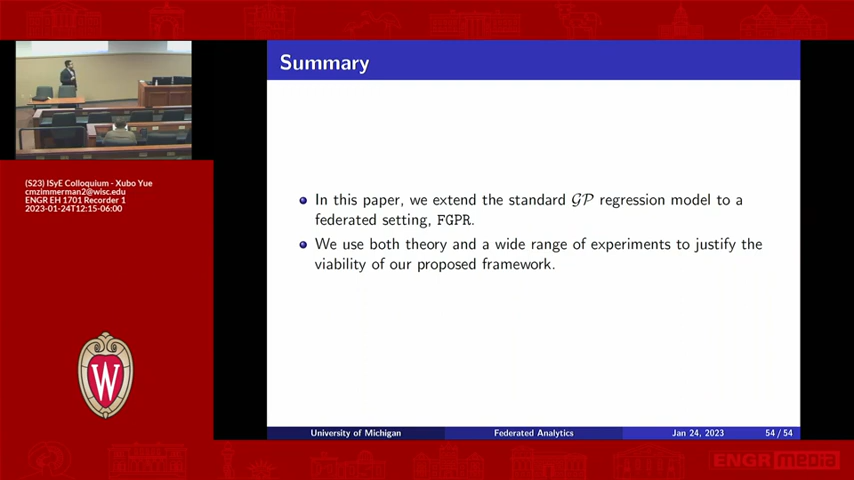 Summary
In this paper, we extend the standard GP regression model to a
federated setting, FGPR.
We use both theory and a wide range of experiments to justify the
viability of our proposed framework.
(S23) ISyE Colloquium - Xubo Yue
cmzimmerman2@wisc.edu
ENGR EH 1701 Recorder 1
2023-01-24T12:15-06:00
W
University of Michigan
Federated Analytics
Jan 24, 2023
54 / 54
ENGR media